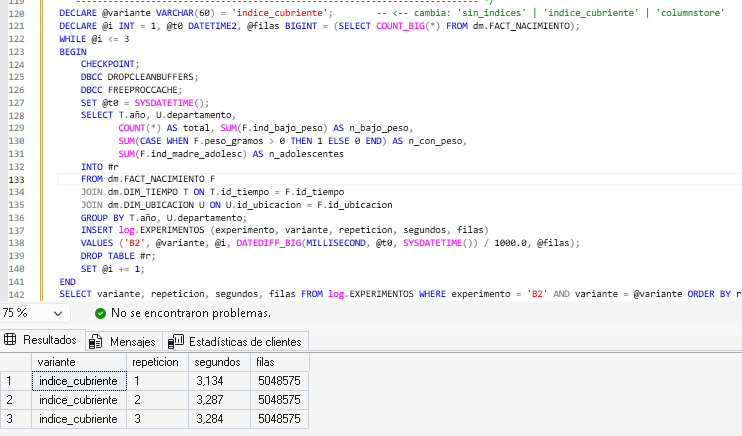 119 ------------------------------------------------------------------ */
120 DECLARE @variante VARCHAR(60) = 'indice_cubriente'; -- <-- cambia: 'sin_indices' | 'indice_cubriente' | 'columnstore'
121 DECLARE @i INT = 1, @t0 DATETIME2, @filas BIGINT = (SELECT COUNT_BIG(*) FROM dm.FACT_NACIMIENTO);
122 WHILE @i <= 3
123 BEGIN
124 CHECKPOINT;
125 DBCC DROPCLEANBUFFERS;
126 DBCC FREEPROCCACHE;
127 SET @t0 = SYSDATETIME();
128 SELECT T.año, U.departamento,
129 COUNT(*) AS total, SUM(F.ind_bajo_peso) AS n_bajo_peso,
130 SUM(CASE WHEN F.peso_gramos > 0 THEN 1 ELSE 0 END) AS n_con_peso,
131 SUM(F.ind_madre_adolesc) AS n_adolescentes
132 INTO #r
133 FROM dm.FACT_NACIMIENTO F
134 JOIN dm.DIM_TIEMPO T ON T.id_tiempo = F.id_tiempo
135 JOIN dm.DIM_UBICACION U ON U.id_ubicacion = F.id_ubicacion
136 GROUP BY T.año, U.departamento;
137 INSERT log.EXPERIMENTOS (experimento, variante, repeticion, segundos, filas)
138 VALUES ('B2', @variante, @i, DATEDIFF_BIG(MILLISECOND, @t0, SYSDATETIME()) / 1000.0, @filas);
139 DROP TABLE #r;
140 SET @i += 1;
141 END
142 SELECT variante, repeticion, segundos, filas FROM log.EXPERIMENTOS WHERE experimento = 'B2' AND variante = @variante ORDER BY r
75 % No se encontraron problemas.
Resultados Mensajes Estadísticas de clientes
variante repeticion segundos filas
1 indice_cubriente 1 3,134 5048575
2 indice_cubriente 2 3,287 5048575
3 indice_cubriente 3 3,284 5048575